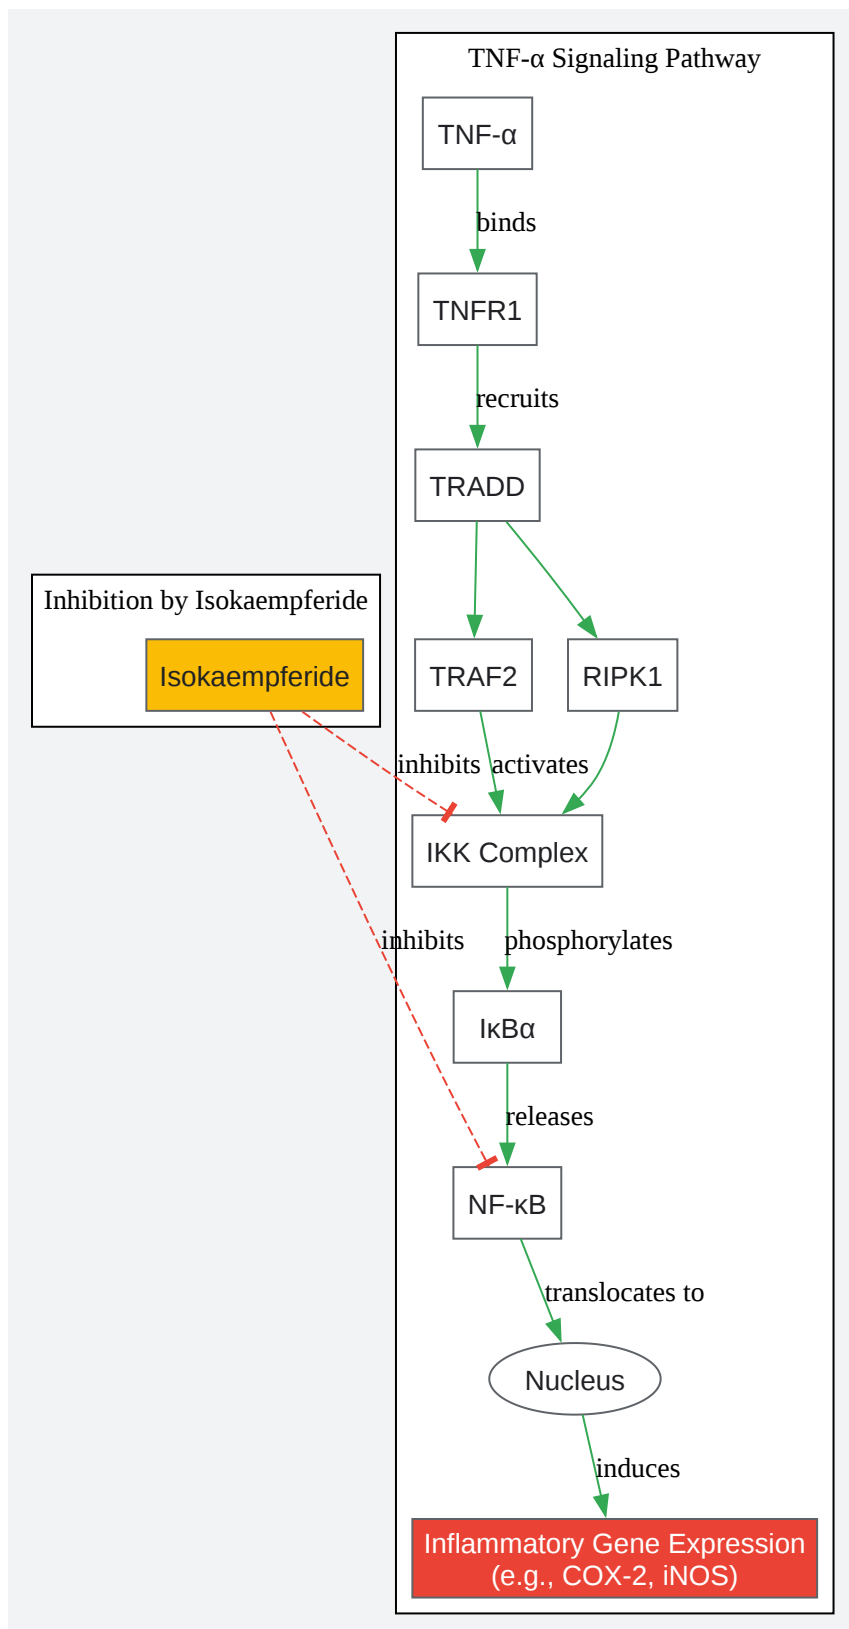 TNF-α Signaling Pathway
TNF-α
binds
TNFR1
recruits
TRADD
Inhibition by Isokaempferide
Isokaempferide
TRAF2
RIPK1
inhibits
activates
IKK Complex
inhibits
phosphorylates
IκBα
releases
NF-κB
translocates to
Nucleus
induces
Inflammatory Gene Expression
(e.g., COX-2, iNOS)